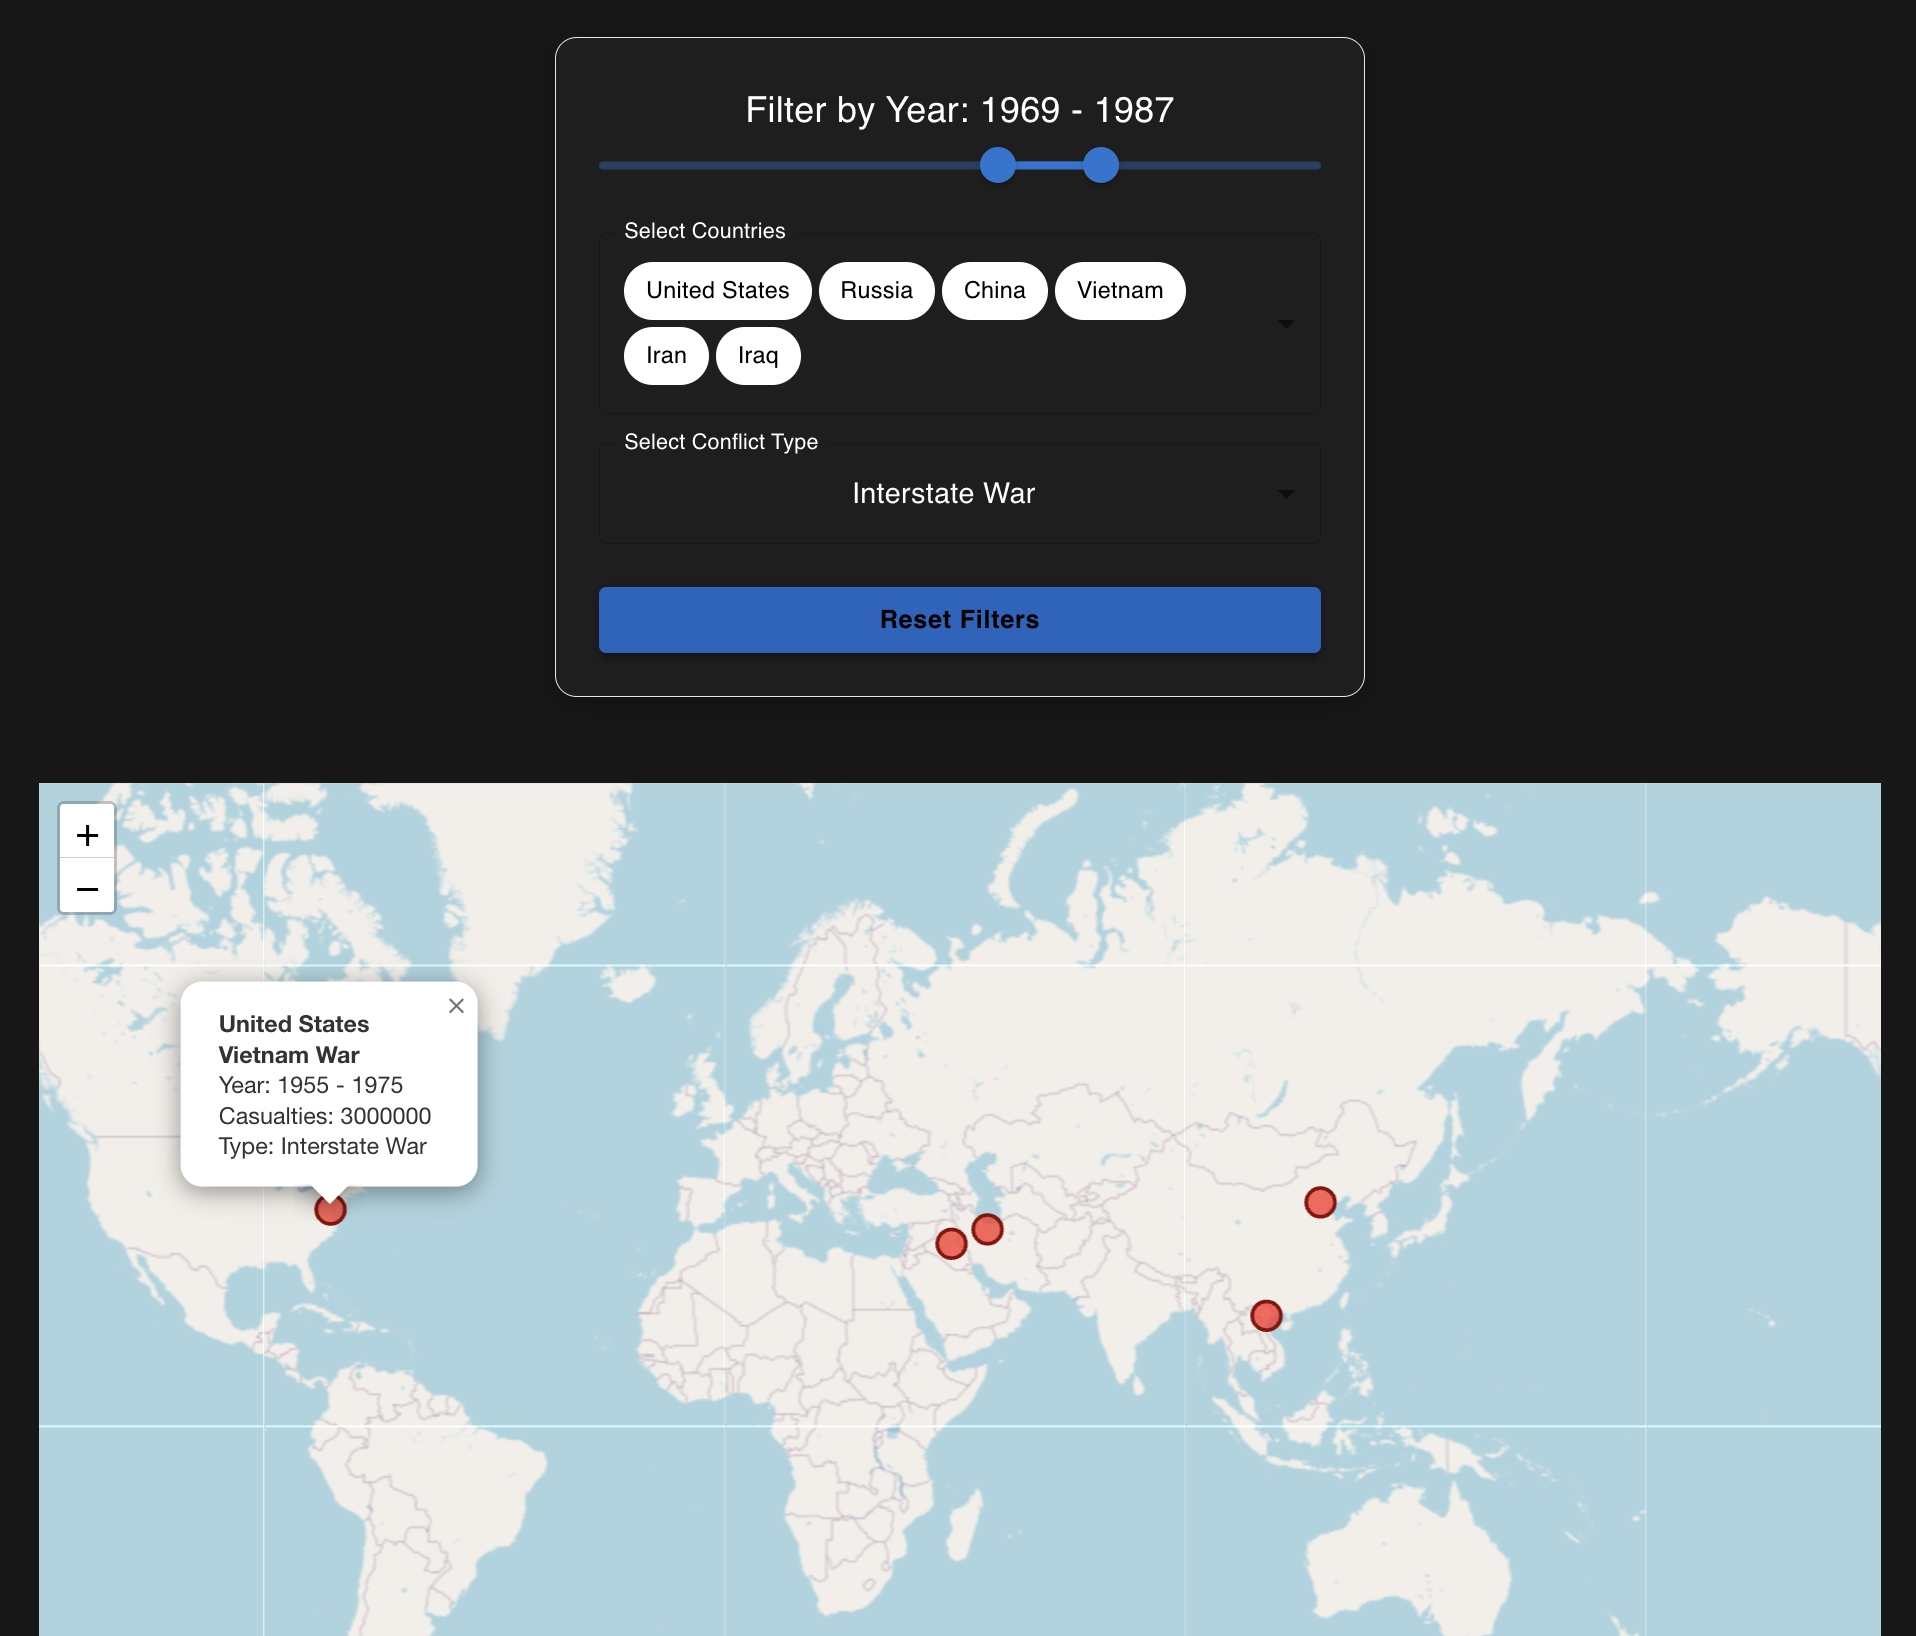 Filter by Year: 1969 - 1987
Select Countries
United States Russia China Vietnam
Iran Iraq
Select Conflict Type
Interstate War
Reset Filters
+
−
×
United States
Vietnam War
Year: 1955 - 1975
Casualties: 3000000
Type: Interstate War